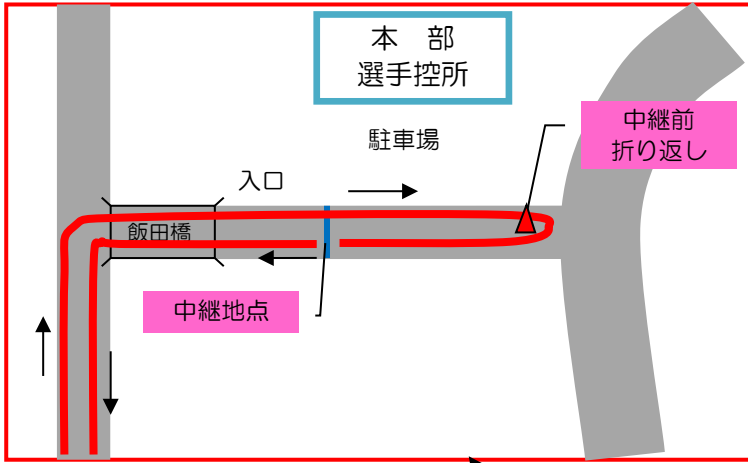 本　部
選手控所
中継前
折り返し
駐車場
入口
飯田橋
中継地点